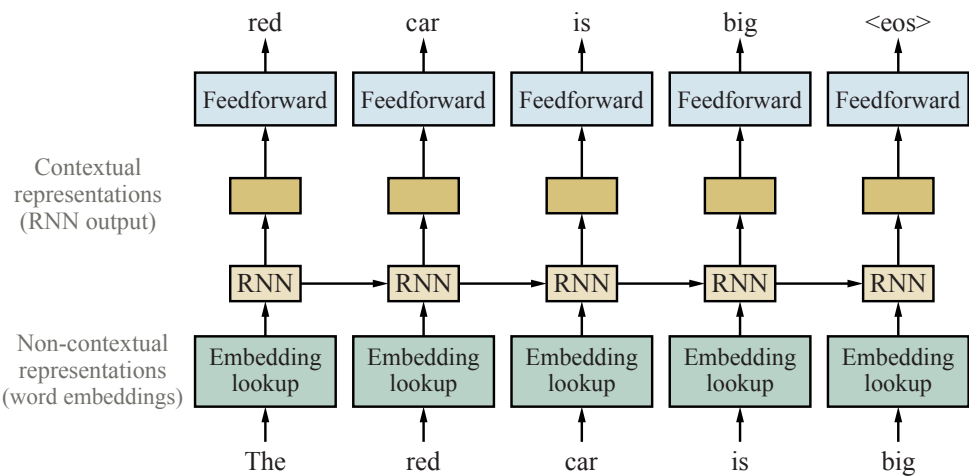 red car is big <eos>
Feedforward Feedforward Feedforward Feedforward Feedforward
Contextual
representations
(RNN output)
RNN RNN RNN RNN RNN
Non-contextual
representations
(word embeddings)
Embedding
lookup
Embedding
lookup
Embedding
lookup
Embedding
lookup
Embedding
lookup
The red car is big